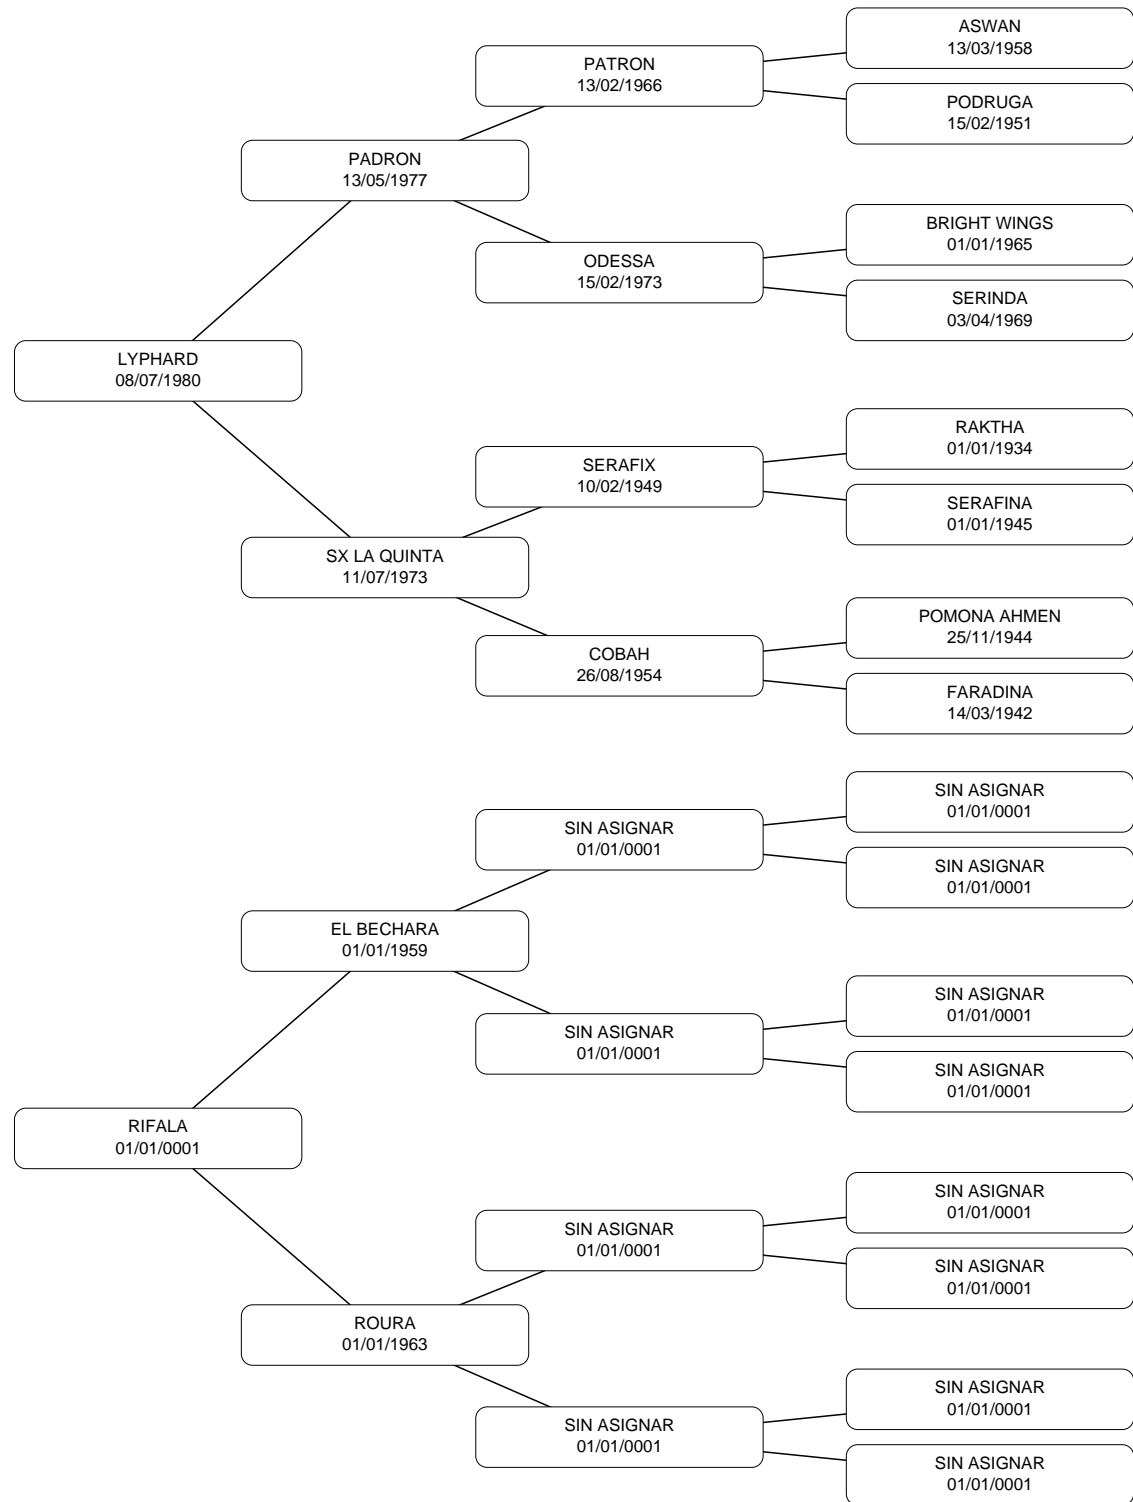 ASWAN
13/03/1958
PATRON
13/02/1966
PODRUGA
15/02/1951
PADRON
13/05/1977
BRIGHT WINGS
01/01/1965
ODESSA
15/02/1973
SERINDA
03/04/1969
LYPHARD
08/07/1980
RAKTHA
01/01/1934
SERAFIX
10/02/1949
SERAFINA
01/01/1945
SX LA QUINTA
11/07/1973
POMONA AHMEN
25/11/1944
COBAH
26/08/1954
FARADINA
14/03/1942
SIN ASIGNAR
01/01/0001
SIN ASIGNAR
01/01/0001
SIN ASIGNAR
01/01/0001
EL BECHARA
01/01/1959
SIN ASIGNAR
01/01/0001
SIN ASIGNAR
01/01/0001
SIN ASIGNAR
01/01/0001
RIFALA
01/01/0001
SIN ASIGNAR
01/01/0001
SIN ASIGNAR
01/01/0001
SIN ASIGNAR
01/01/0001
ROURA
01/01/1963
SIN ASIGNAR
01/01/0001
SIN ASIGNAR
01/01/0001
SIN ASIGNAR
01/01/0001